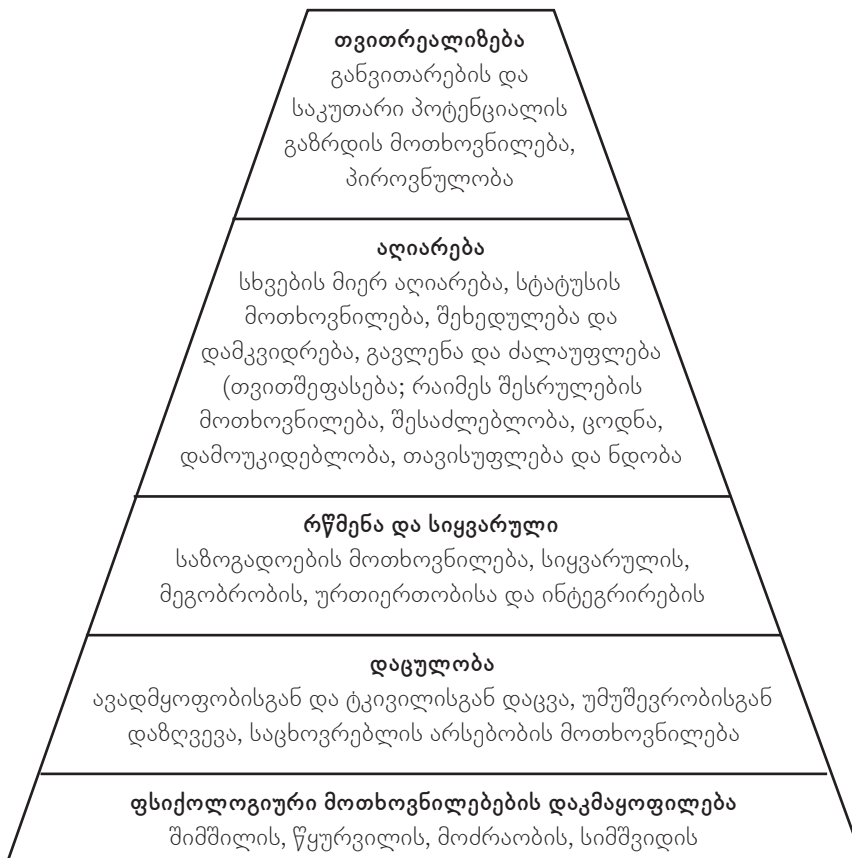 თვითრეალიზება
განვითარების და
საკუთარი პოტენციალის
გაზრდის მოთხოვნილება,
პიროვნულობა
აღიარება
სხვების მიერ აღიარება, სტატუსის
მოთხოვნილება, შეხედულება და
დამკვიდრება, გავლენა და ძალაუფლება
(თვითშეფასება; რაიმეს შესრულების
მოთხოვნილება, შესაძლებლობა, ცოდნა,
დამოუკიდებლობა, თავისუფლება და ნდობა
რწმენა და სიყვარული
საზოგადოების მოთხოვნილება, სიყვარულის,
მეგობრობის, ურთიერთობისა და ინტეგრირების
დაცულობა
ავადმყოფობისგან და ტკივილისგან დაცვა, უმუშევრობისგან
დაზღვევა, საცხოვრებლის არსებობის მოთხოვნილება
ფსიქოლოგიური მოთხოვნილებების დაკმაყოფილება
შიმშილის, წყურვილის, მოძრაობის, სიმშვიდის